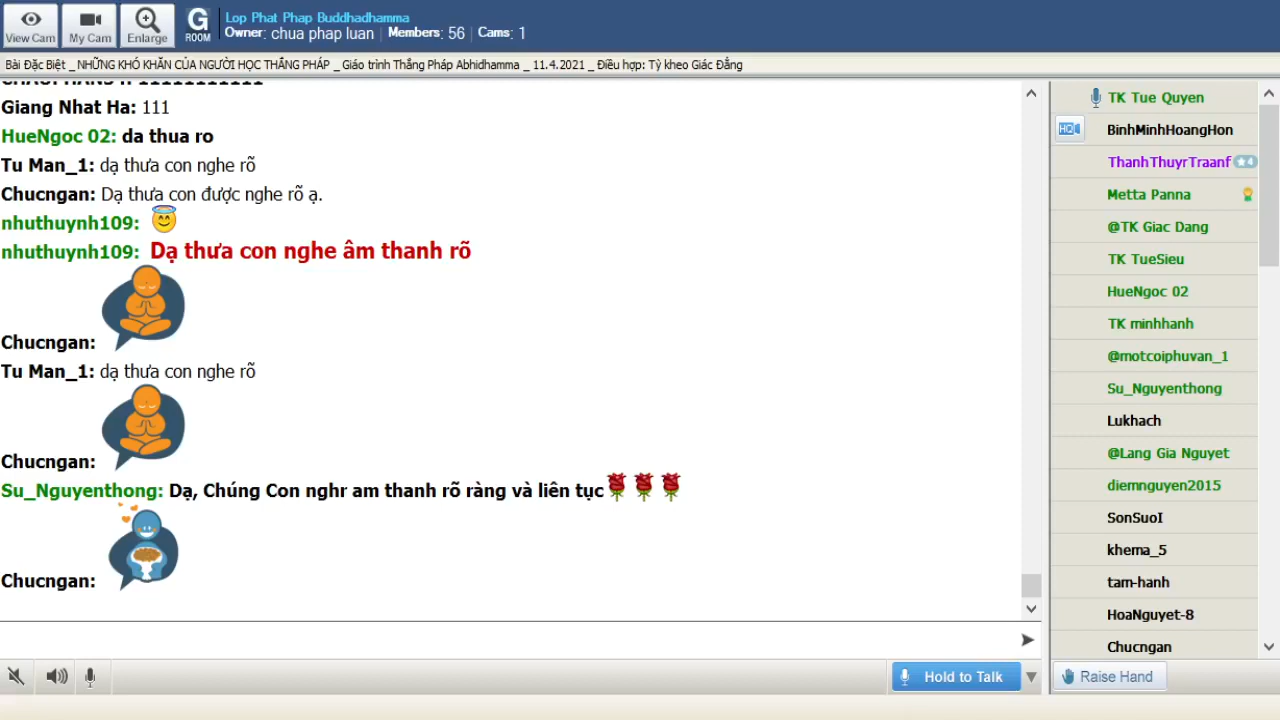 View Cam
My Cam
Enlarge
G
ROOM
Lop Phat Phap Buddhadhamma
Owner: chua phap luan | Members: 56 | Cams: 1
Bài Đặc Biệt _ NHỮNG KHÓ KHĂN CỦA NGƯỜI HỌC THẮNG PHÁP _ Giáo trình Thắng Pháp Abhidhamma _ 11.4.2021 _ Điều hợp: Tỳ kheo Giác Đẳng
Giang Nhat Ha: 111
HueNgoc 02: da thua ro
Tu Man_1: dạ thưa con nghe rõ
Chucngan: Dạ thưa con được nghe rõ ạ.
nhuthuynh109:
nhuthuynh109: Dạ thưa con nghe âm thanh rõ
Chucngan:
Tu Man_1: dạ thưa con nghe rõ
Chucngan:
Su_Nguyenthong: Dạ, Chúng Con nghr am thanh rõ ràng và liên tục
Chucngan:
Hold to Talk
TK Tue Quyen
HQ
BinhMinhHoangHon
ThanhThuyrTraanf
4
Metta Panna
@TK Giac Dang
TK TueSieu
HueNgoc 02
TK minhhanh
@motcoiphuvan_1
Su_Nguyenthong
Lukhach
@Lang Gia Nguyet
diemnguyen2015
SonSuoI
khema_5
tam-hanh
HoaNguyet-8
Chucngan
Raise Hand